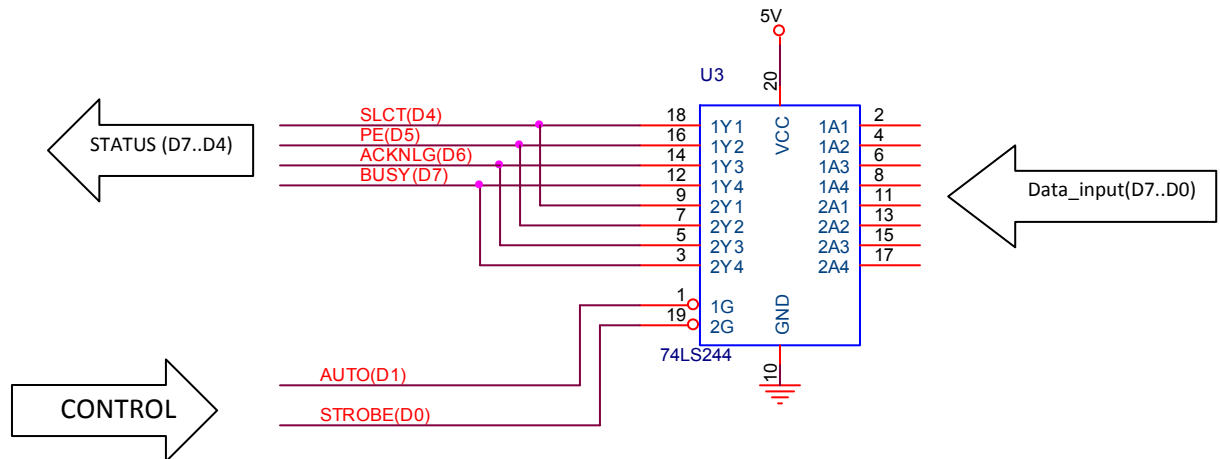 5V
U3
20
SLCT(D4) 18 1Y1 VCC 1A1 2
PE(D5) 16 1Y2 1A2 4
ACKNLG(D6) 14 1Y3 1A3 6
BUSY(D7) 12 1Y4 1A4 8
STATUS (D7..D4)
9 2Y1 2A1 11
7 2Y2 2A2 13
5 2Y3 2A3 15
3 2Y4 2A4 17
Data_input(D7..D0)
1 1G GND
19 2G
74LS244
10
AUTO(D1)
CONTROL
STROBE(D0)